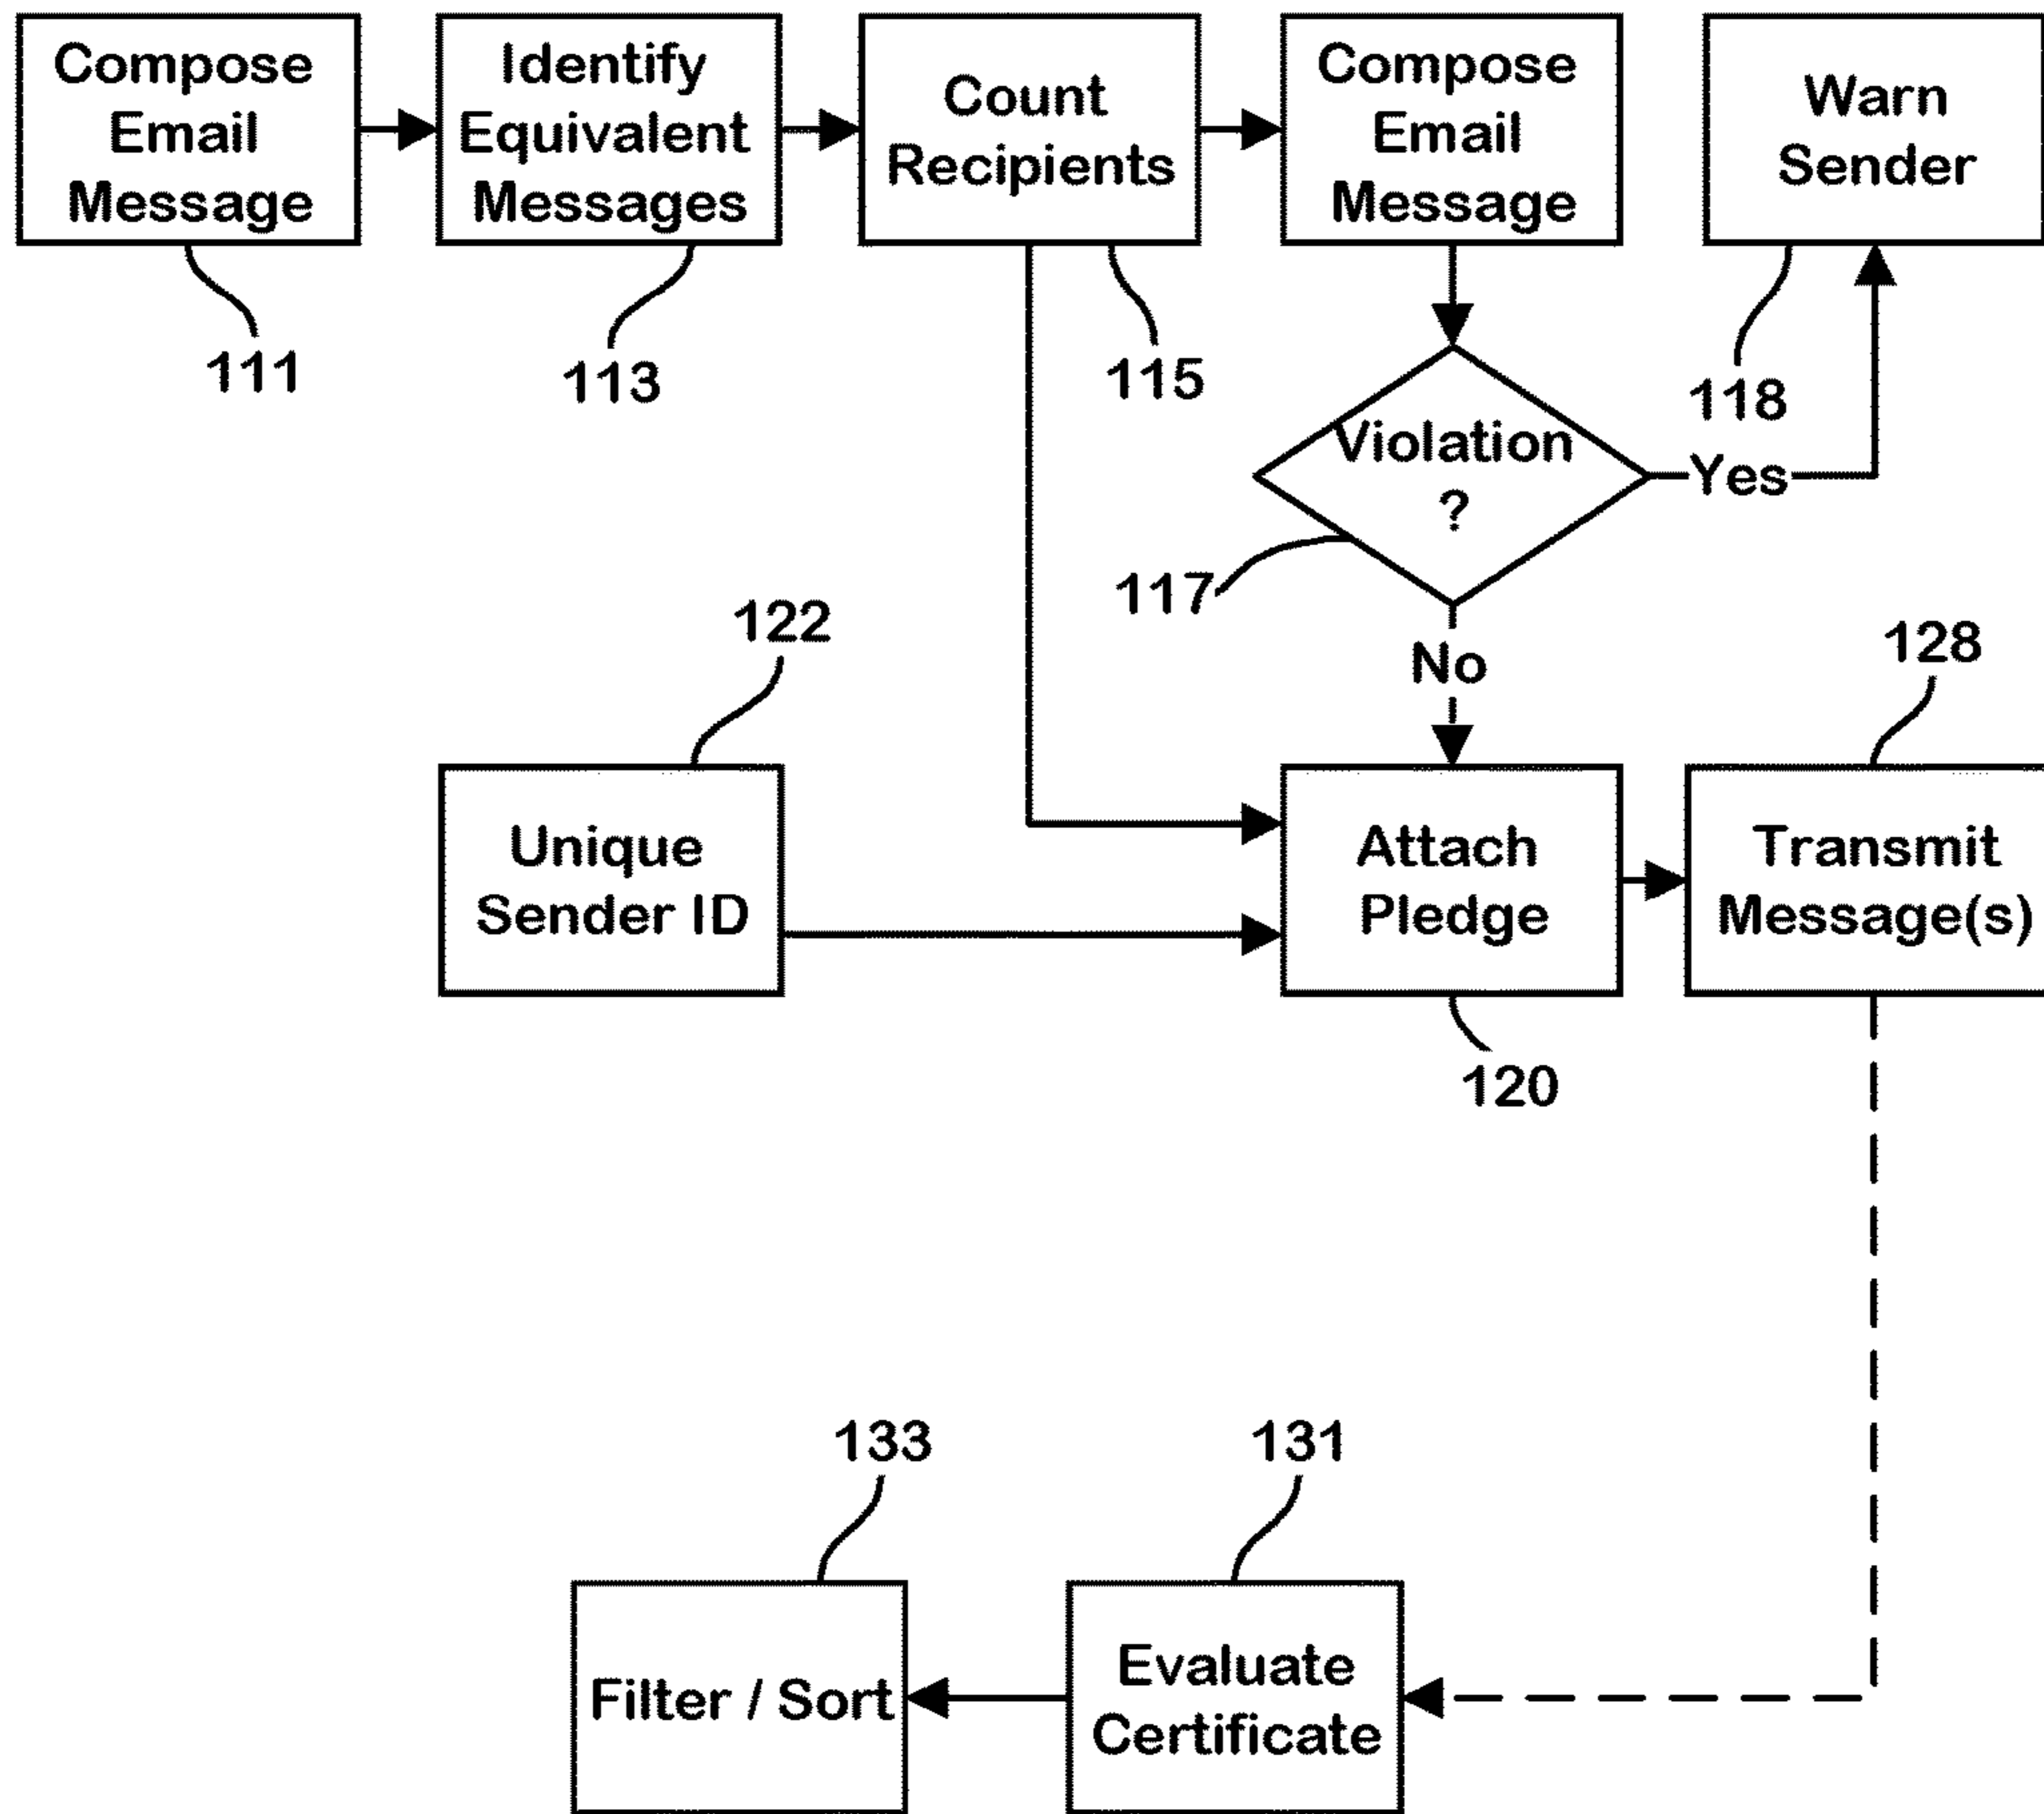 Compose
Email
Message
Identify
Equivalent
Messages
Count
Recipients
Compose
Email
Message
Warn
Sender
111
113
115
118
Violation
?
Yes
117
No
122
128
Unique
Sender ID
Attach
Pledge
Transmit
Message(s)
120
133
131
Filter / Sort
Evaluate
Certificate